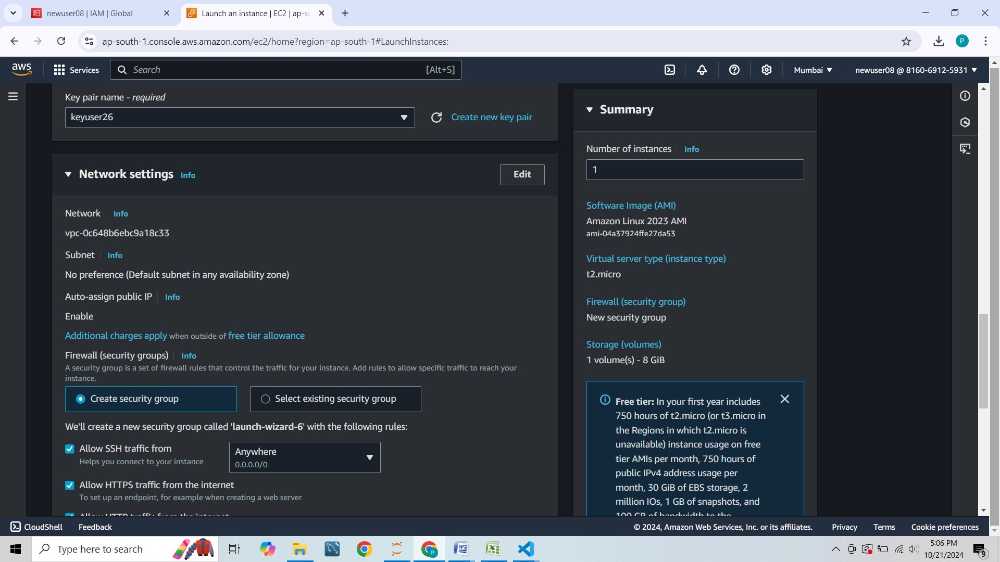 newuser08 | IAM | Global
Launch an instance | EC2 | ap-so
ap-south-1.console.aws.amazon.com/ec2/home?region=ap-south-1#LaunchInstances:
P
aws
Services
Search
[Alt+S]
Mumbai
newuser08 @ 8160-6912-5931
Key pair name - required
keyuser26
Create new key pair
Network settings
Info
Edit
Network
Info
vpc-0c648b6ebc9a18c33
Subnet
Info
No preference (Default subnet in any availability zone)
Auto-assign public IP
Info
Enable
Additional charges apply when outside of free tier allowance
Firewall (security groups)
Info
A security group is a set of firewall rules that control the traffic for your instance. Add rules to allow specific traffic to reach your
instance.
Create security group
Select existing security group
We'll create a new security group called 'launch-wizard-6' with the following rules:
Allow SSH traffic from
Helps you connect to your instance
Anywhere
0.0.0.0/0
Allow HTTPS traffic from the internet
To set up an endpoint, for example when creating a web server
Allow HTTP traffic from the internet
Summary
Number of instances
Info
1
Software Image (AMI)
Amazon Linux 2023 AMI
ami-04a37924ffe27da53
Virtual server type (instance type)
t2.micro
Firewall (security group)
New security group
Storage (volumes)
1 volume(s) - 8 GiB
Free tier: In your first year includes
750 hours of t2.micro (or t3.micro in
the Regions in which t2.micro is
unavailable) instance usage on free
tier AMIs per month, 750 hours of
public IPv4 address usage per
month, 30 GiB of EBS storage, 2
million IOs, 1 GB of snapshots, and
100 GB of bandwidth to the
CloudShell
Feedback
© 2024, Amazon Web Services, Inc. or its affiliates.
Privacy
Terms
Cookie preferences
Type here to search
5:06 PM
10/21/2024
9